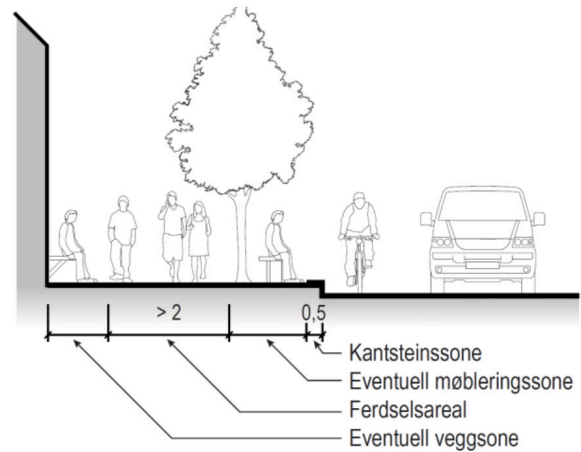 > 2
0,5
Kantsteinssone
Eventuell møbleringssone
Ferdselsareal
Eventuell veggsone